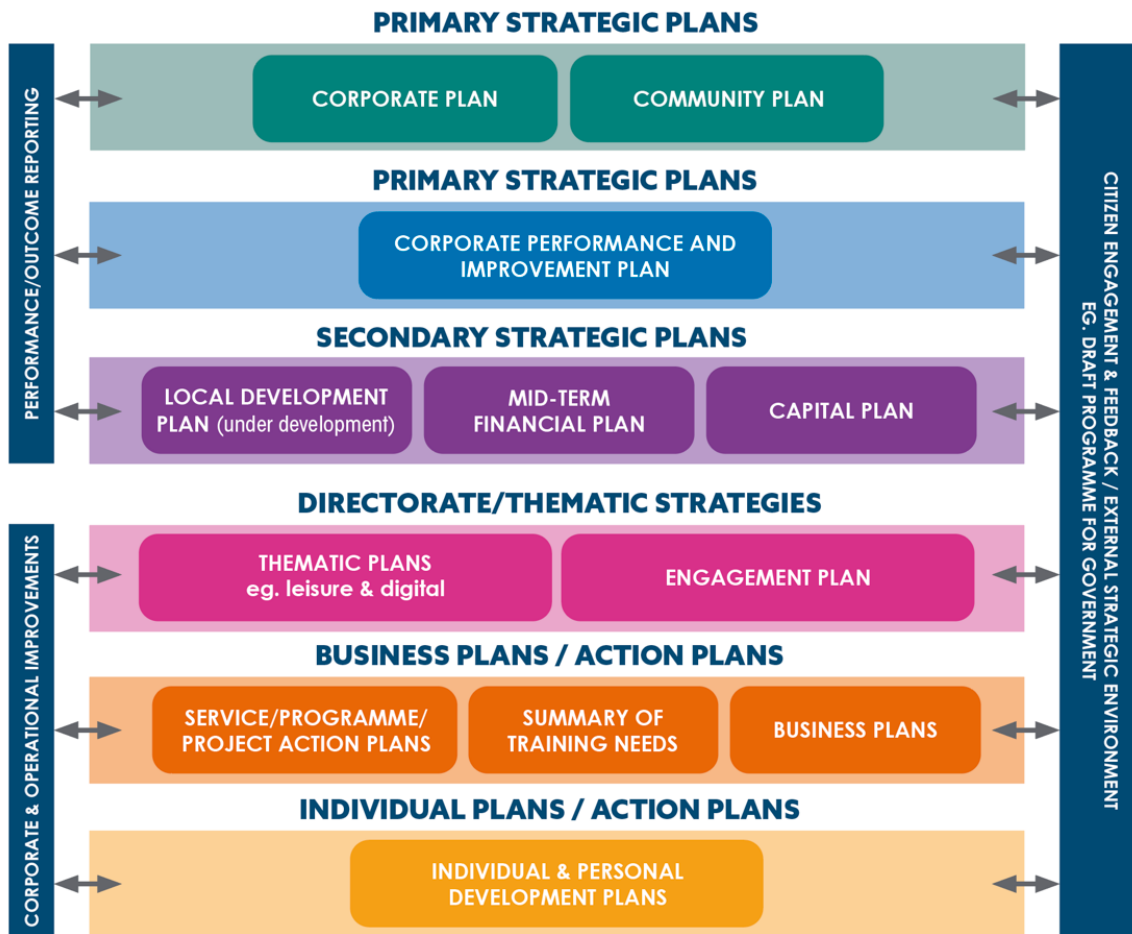 PRIMARY STRATEGIC PLANS
CORPORATE PLAN
COMMUNITY PLAN
PRIMARY STRATEGIC PLANS
CORPORATE PERFORMANCE AND
IMPROVEMENT PLAN
SECONDARY STRATEGIC PLANS
LOCAL DEVELOPMENT
PLAN (under development)
MID-TERM
FINANCIAL PLAN
CAPITAL PLAN
DIRECTORATE/THEMATIC STRATEGIES
THEMATIC PLANS
eg. leisure & digital
ENGAGEMENT PLAN
BUSINESS PLANS / ACTION PLANS
SERVICE/PROGRAMME/
PROJECT ACTION PLANS
SUMMARY OF
TRAINING NEEDS
BUSINESS PLANS
INDIVIDUAL PLANS / ACTION PLANS
INDIVIDUAL & PERSONAL
DEVELOPMENT PLANS
PERFORMANCE/OUTCOME REPORTING
CORPORATE & OPERATIONAL IMPROVEMENTS
CITIZEN ENGAGEMENT & FEEDBACK / EXTERNAL STRATEGIC ENVIRONMENT
EG. DRAFT PROGRAMME FOR GOVERNMENT